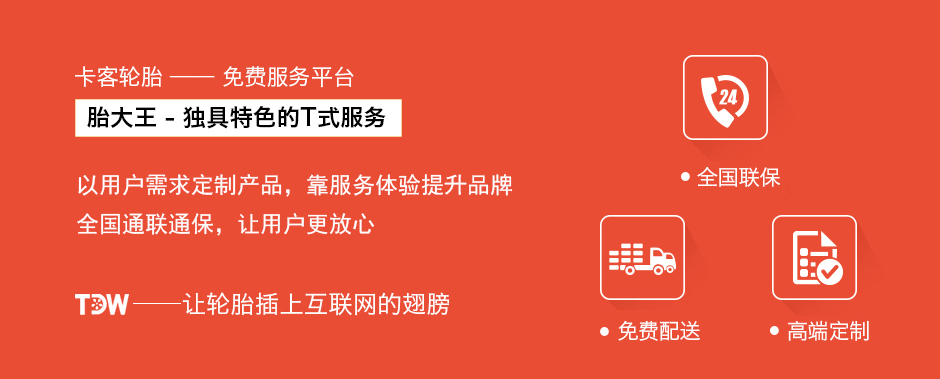 卡客轮胎 —— 免费服务平台
胎大王 - 独具特色的T式服务
以用户需求定制产品，靠服务体验提升品牌
全国通联通保，让用户更放心
TDW——让轮胎插上互联网的翅膀
24
• 全国联保
• 免费配送
• 高端定制